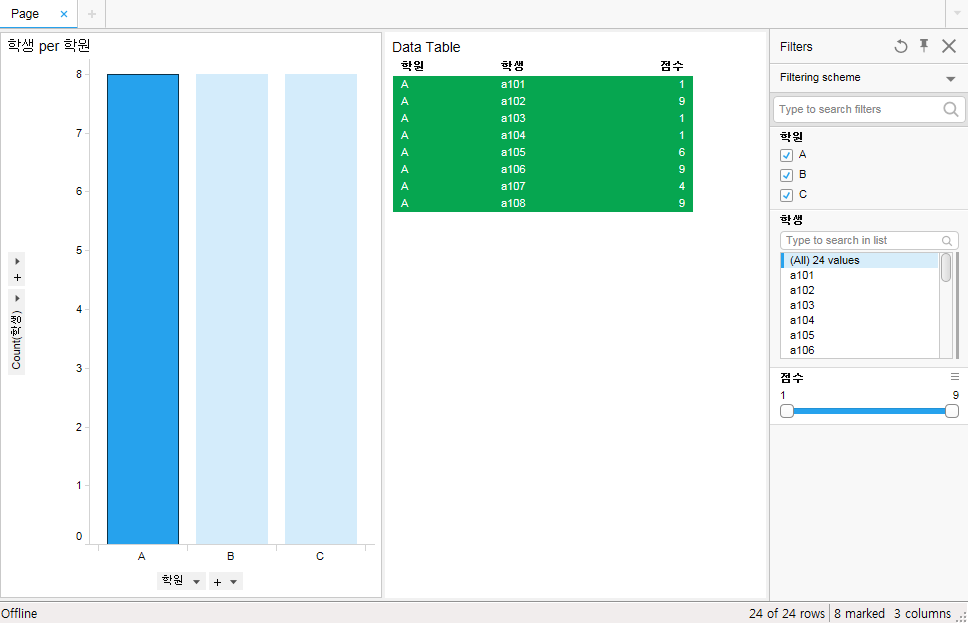 Page
학생 per 학원
8
7
6
5
4
3
2
1
0
Count(학생)
A B C
학원
Data Table
학원 학생 점수
A a101 1
A a102 9
A a103 1
A a104 1
A a105 6
A a106 9
A a107 4
A a108 9
Filters
Filtering scheme
Type to search filters
학원
A
B
C
학생
Type to search in list
(All) 24 values
a101
a102
a103
a104
a105
a106
점수
1 9
Offline 24 of 24 rows 8 marked 3 columns